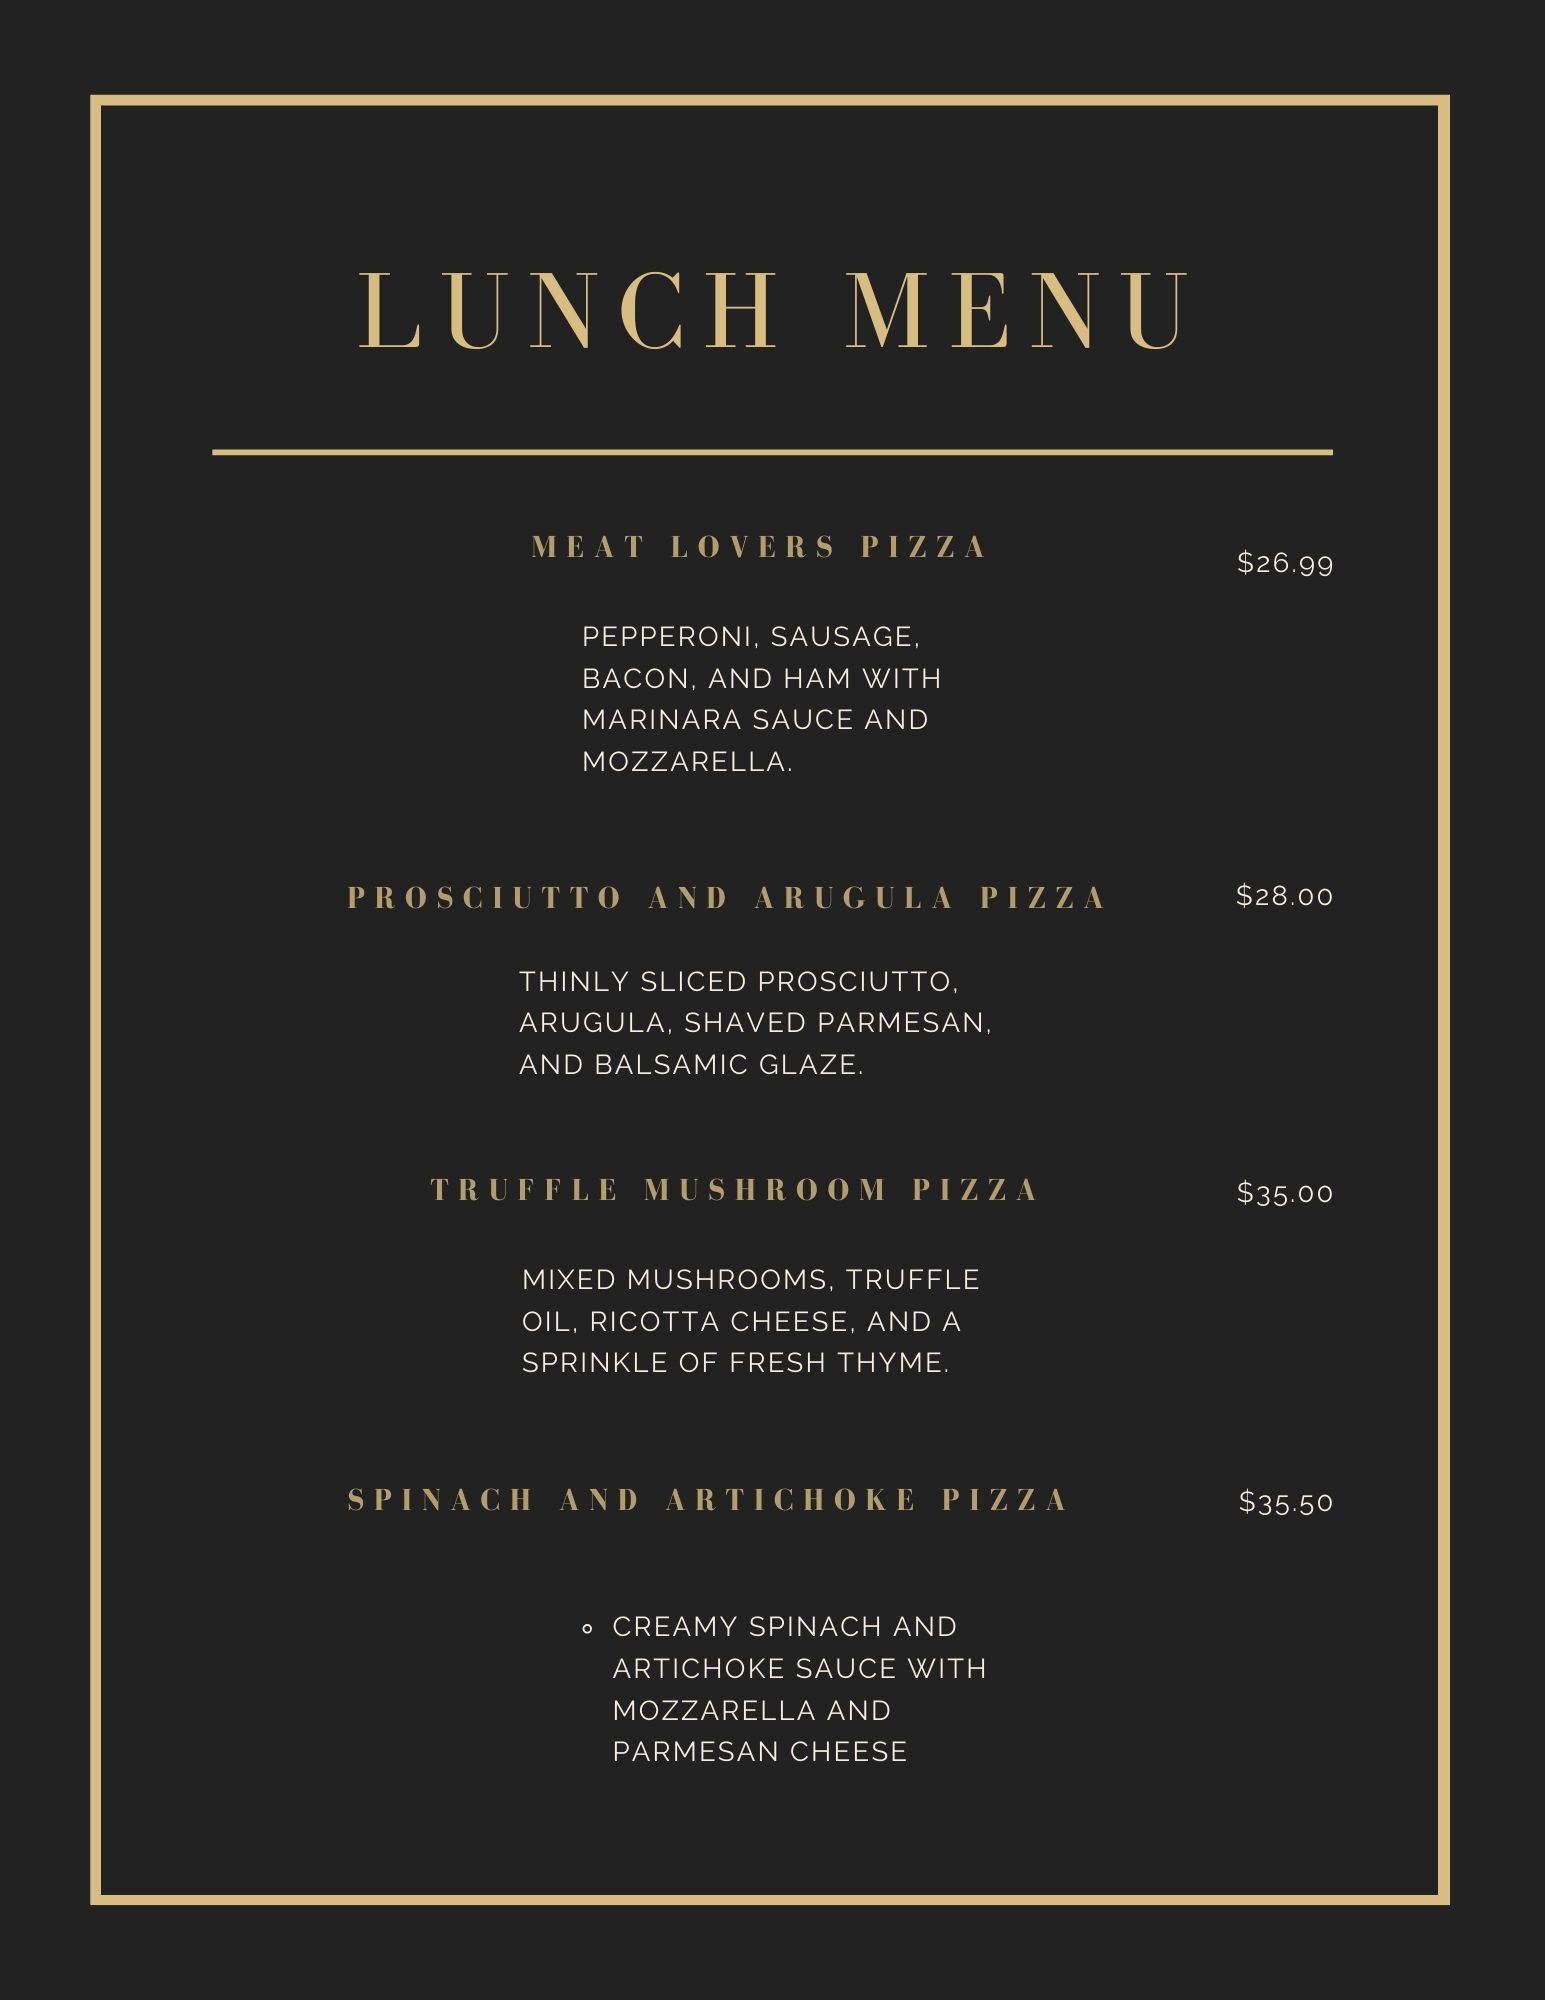 LUNCH MENU
MEAT LOVERS PIZZA
$26.99
PEPPERONI, SAUSAGE,
BACON, AND HAM WITH
MARINARA SAUCE AND
MOZZARELLA.
PROSCIUTTO AND ARUGULA PIZZA
$28.00
THINLY SLICED PROSCIUTTO,
ARUGULA, SHAVED PARMESAN,
AND BALSAMIC GLAZE.
TRUFFLE MUSHROOM PIZZA
$35.00
MIXED MUSHROOMS, TRUFFLE
OIL, RICOTTA CHEESE, AND A
SPRINKLE OF FRESH THYME.
SPINACH AND ARTICHOKE PIZZA
$35.50
CREAMY SPINACH AND
ARTICHOKE SAUCE WITH
MOZZARELLA AND
PARMESAN CHEESE